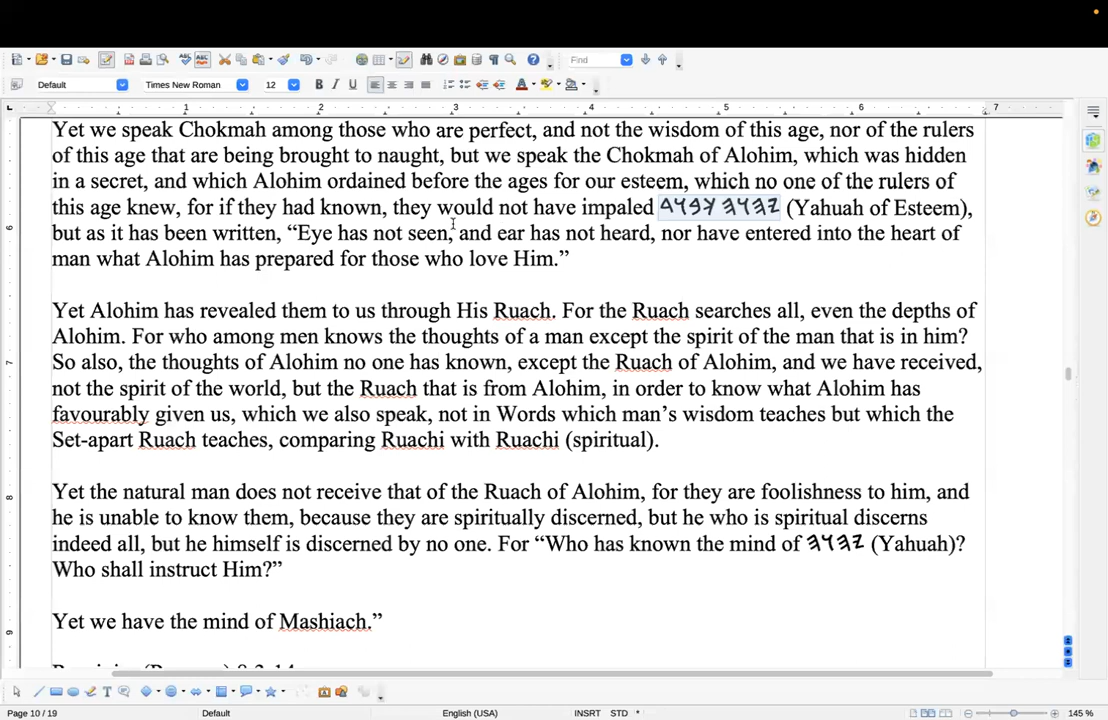 Find
Default Times New Roman 12
1 2 3 4 5 6 7
Yet we speak Chokmah among those who are perfect, and not the wisdom of this age, nor of the rulers
of this age that are being brought to naught, but we speak the Chokmah of Alohim, which was hidden
in a secret, and which Alohim ordained before the ages for our esteem, which no one of the rulers of
this age knew, for if they had known, they would not have impaled 𐤉𐤄𐤅𐤄 𐤊𐤁𐤅𐤃 (Yahuah of Esteem),
but as it has been written, “Eye has not seen, and ear has not heard, nor have entered into the heart of
man what Alohim has prepared for those who love Him.”
Yet Alohim has revealed them to us through His Ruach. For the Ruach searches all, even the depths of
Alohim. For who among men knows the thoughts of a man except the spirit of the man that is in him?
So also, the thoughts of Alohim no one has known, except the Ruach of Alohim, and we have received,
not the spirit of the world, but the Ruach that is from Alohim, in order to know what Alohim has
favourably given us, which we also speak, not in Words which man’s wisdom teaches but which the
Set-apart Ruach teaches, comparing Ruachi with Ruachi (spiritual).
Yet the natural man does not receive that of the Ruach of Alohim, for they are foolishness to him, and
he is unable to know them, because they are spiritually discerned, but he who is spiritual discerns
indeed all, but he himself is discerned by no one. For “Who has known the mind of 𐤉𐤄𐤅𐤄 (Yahuah)?
Who shall instruct Him?”
Yet we have the mind of Mashiach.”
6
7
8
9
Page 10 / 19 Default English (USA) INSRT STD * 145 %